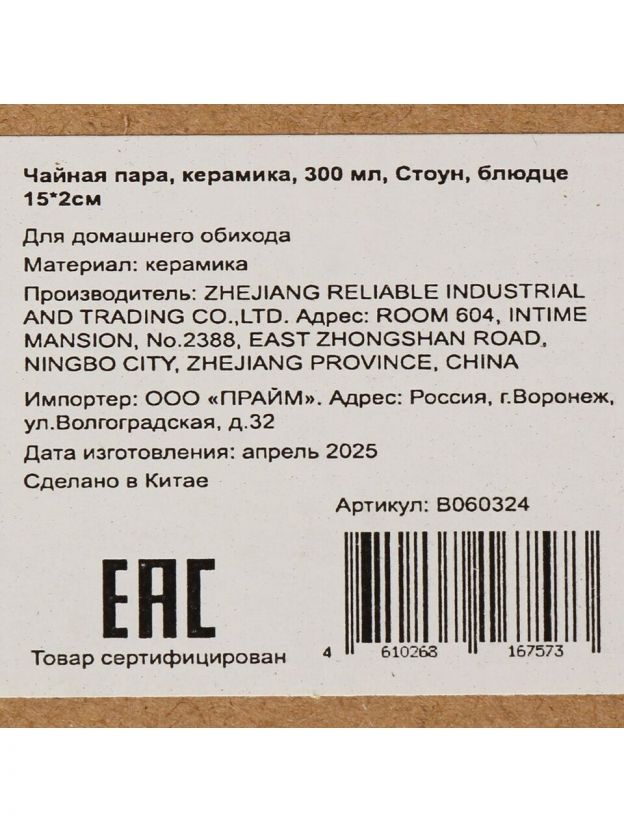 Чайная пара, керамика, 300 мл, Стоун, блюдце
15*2см
Для домашнего обихода
Материал: керамика
Производитель: ZHEJIANG RELIABLE INDUSTRIAL
AND TRADING CO.,LTD. Адрес: ROOM 604, INTIME
MANSION, No.2388, EAST ZHONGSHAN ROAD,
NINGBO CITY, ZHEJIANG PROVINCE, CHINA
Импортер: ООО «ПРАЙМ». Адрес: Россия, г.Воронеж,
ул.Волгоградская, д.32
Дата изготовления: апрель 2025
Сделано в Китае
Артикул: B060324
EAC
Товар сертифицирован
4 610268 167573